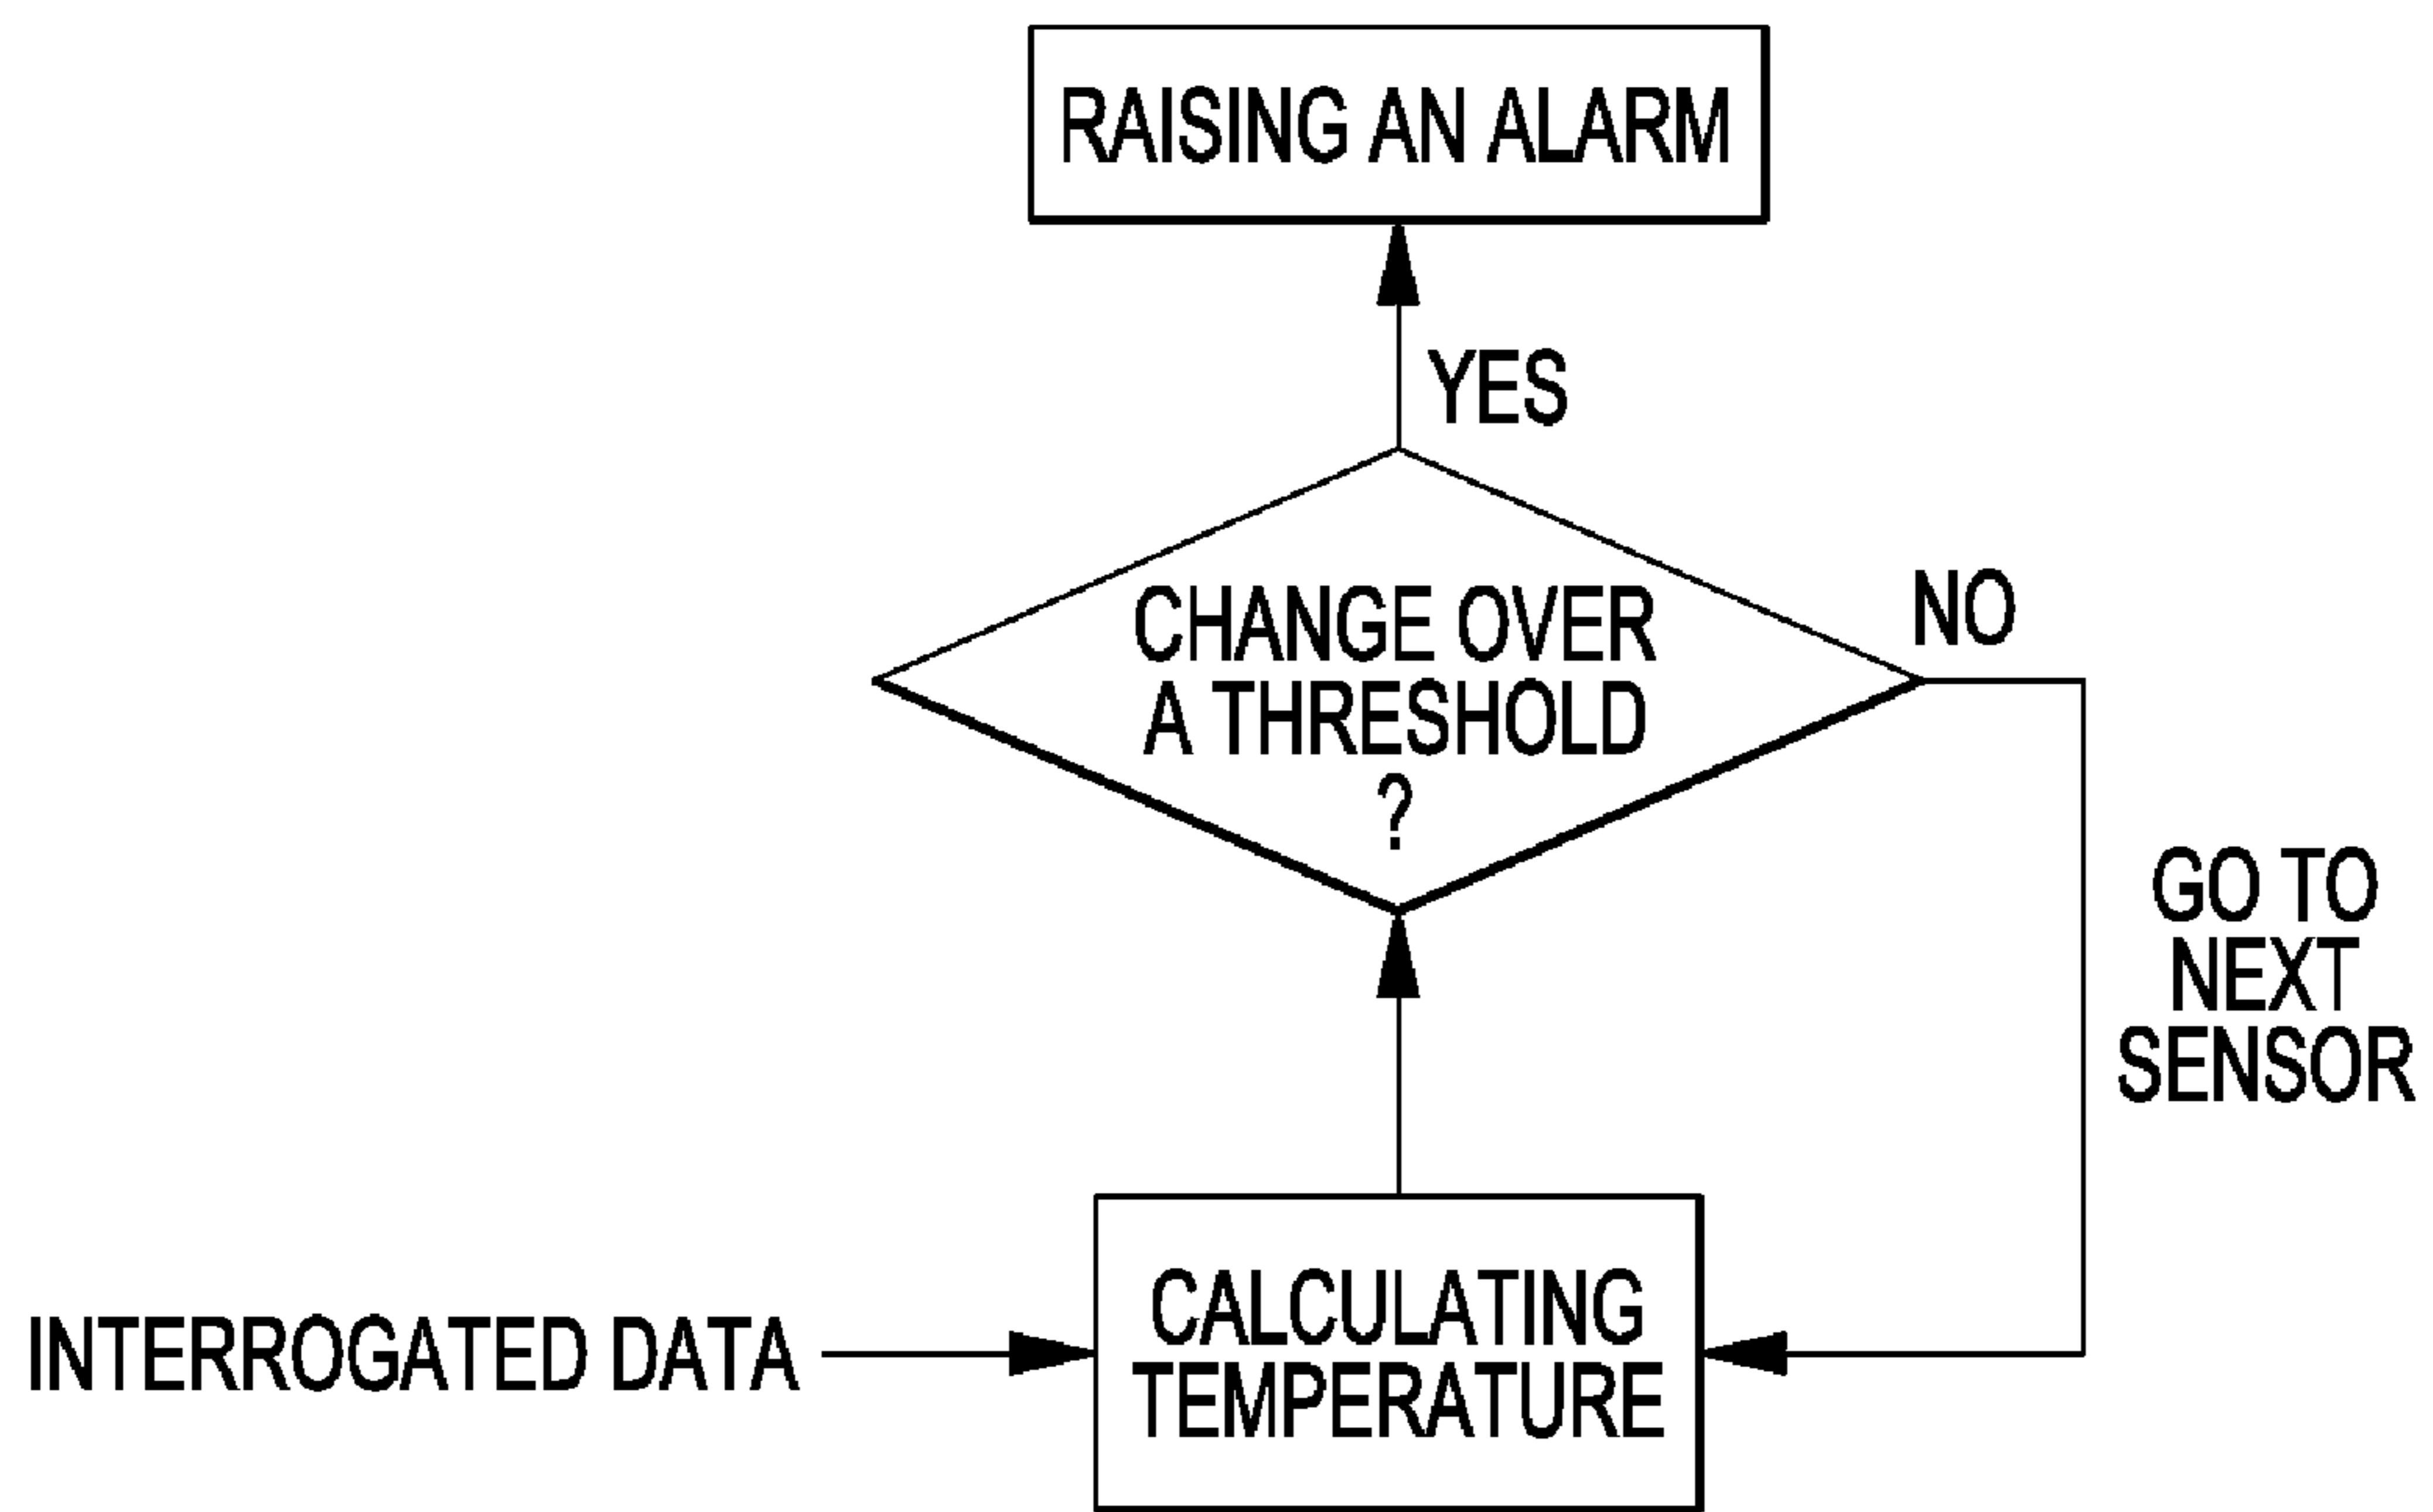 RAISING AN ALARM
YES
CHANGE OVER
A THRESHOLD
?
NO
GO TO
NEXT
SENSOR
INTERROGATED DATA
CALCULATING
TEMPERATURE